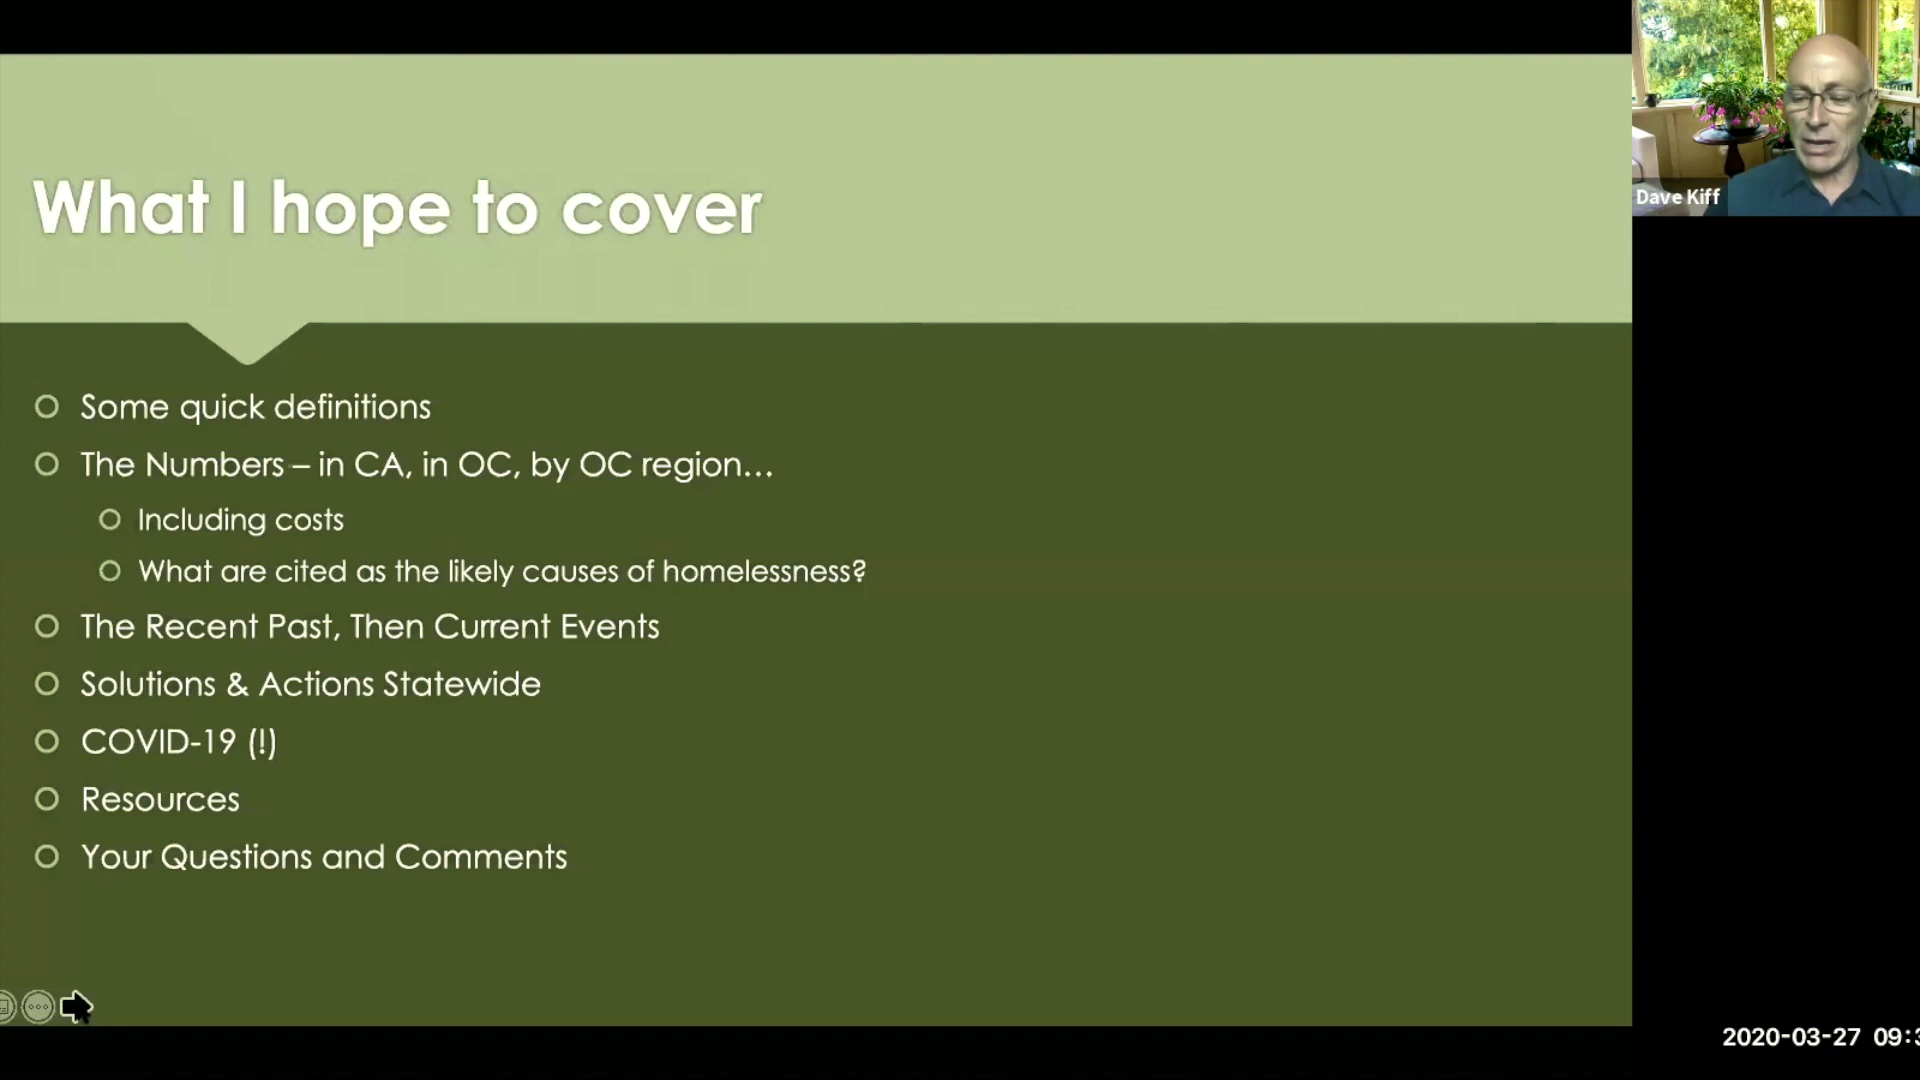 What I hope to cover
Some quick definitions
The Numbers – in CA, in OC, by OC region…
Including costs
What are cited as the likely causes of homelessness?
The Recent Past, Then Current Events
Solutions & Actions Statewide
COVID-19 (!)
Resources
Your Questions and Comments
Dave Kiff
2020-03-27 09:3